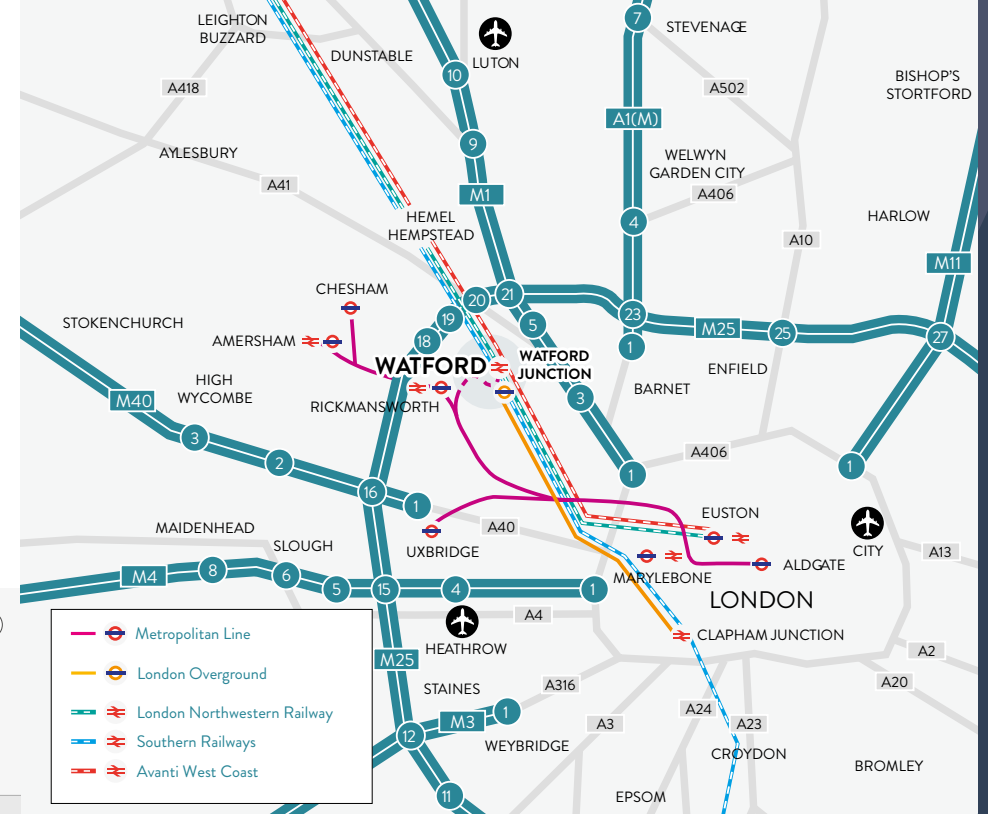 LEIGHTON
BUZZARD
DUNSTABLE
LUTON
7
STEVENAGE
10
A418
A502
BISHOP'S
STORTFORD
A1(M)
9
AYLESBURY
WELWYN
GARDEN CITY
A41
M1
A406
HEMEL
HEMPSTEAD
4
HARLOW
A10
M11
CHESHAM
20
21
23
19
5
M25
25
27
STOKENCHURCH
AMERSHAM
18
1
WATFORD
WATFORD
JUNCTION
ENFIELD
HIGH
WYCOMBE
BARNET
M40
RICKMANSWORTH
3
3
A406
2
1
1
16
1
EUSTON
MAIDENHEAD
A40
UXBRIDGE
CITY
A13
SLOUGH
MARYLEBONE
ALDGATE
M4
8
6
5
15
4
1
LONDON
A4
HEATHROW
CLAPHAM JUNCTION
A2
Metropolitan Line
London Overground
London Northwestern Railway
Southern Railways
Avanti West Coast
M25
STAINES
A316
A20
M3
1
A3
A24
A23
12
WEYBRIDGE
CROYDON
BROMLEY
11
EPSOM
)